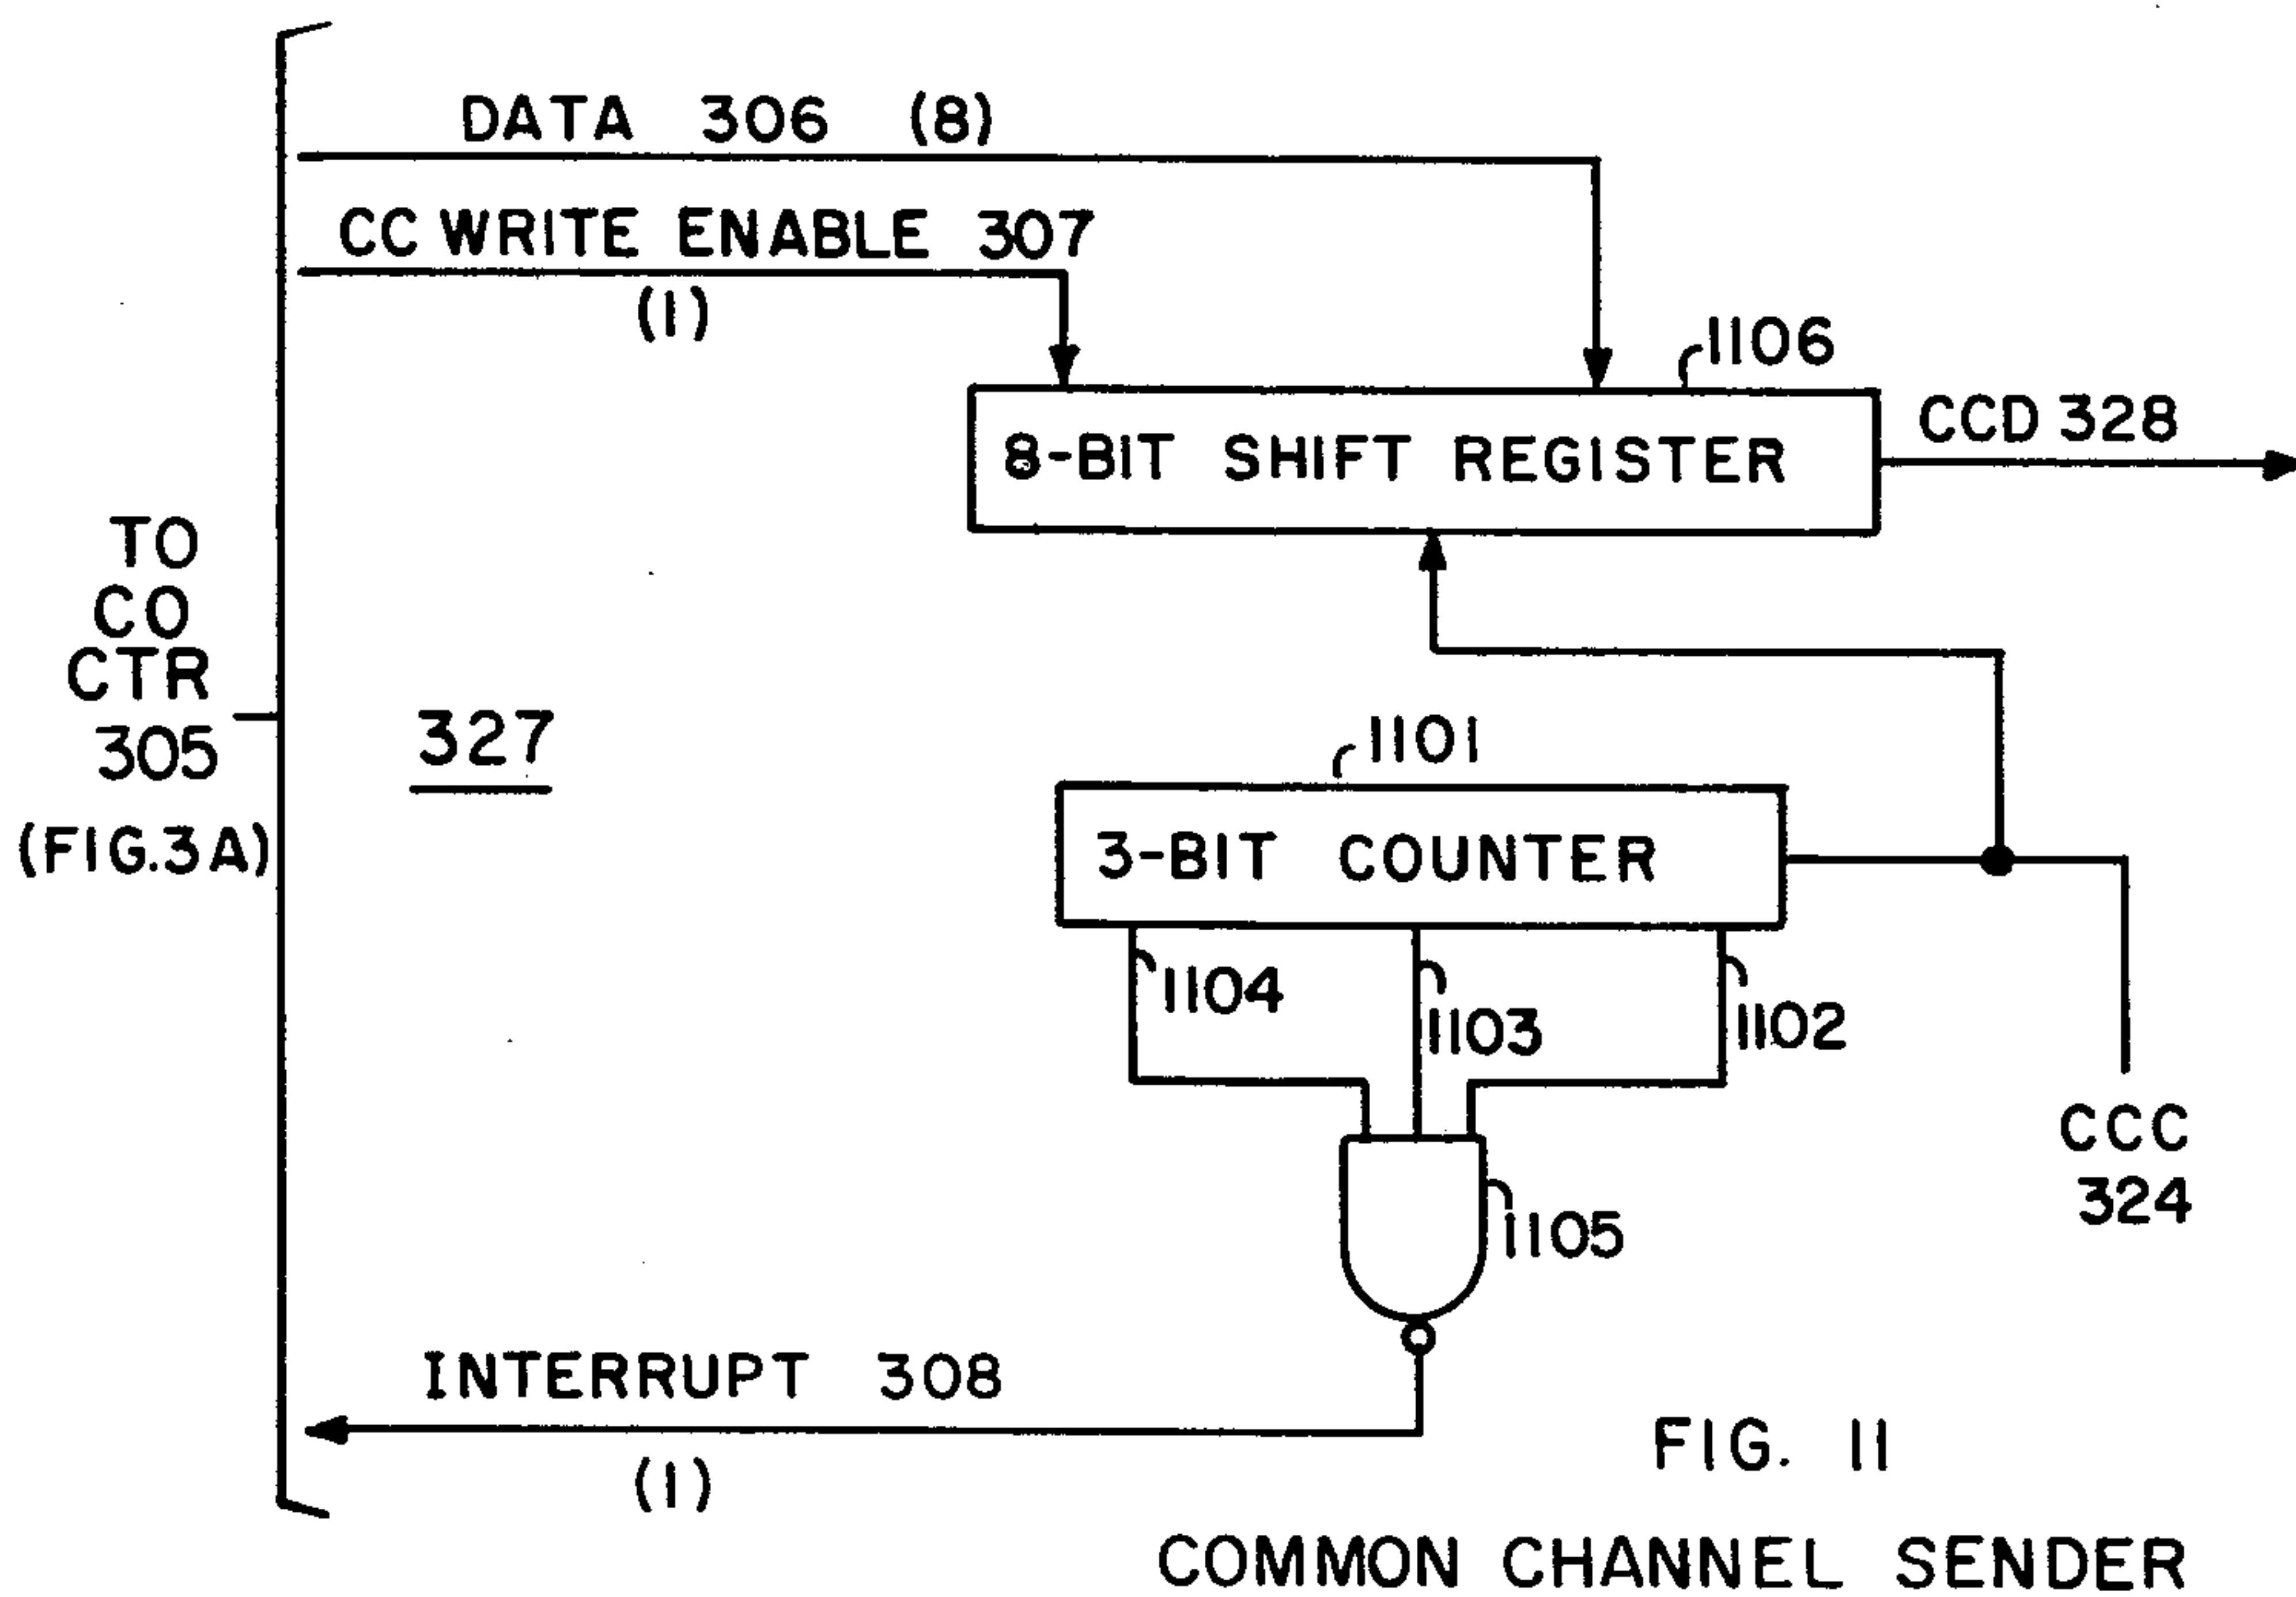 DATA 306 (8)
CC WRITE ENABLE 307
(1)
1106
8-BIT SHIFT REGISTER
CCD 328
TO
CO
CTR
305
(FIG.3A)
327
1101
3-BIT COUNTER
1104
1103
1102
CCC
324
1105
INTERRUPT 308
(1)
FIG. 11
COMMON CHANNEL SENDER